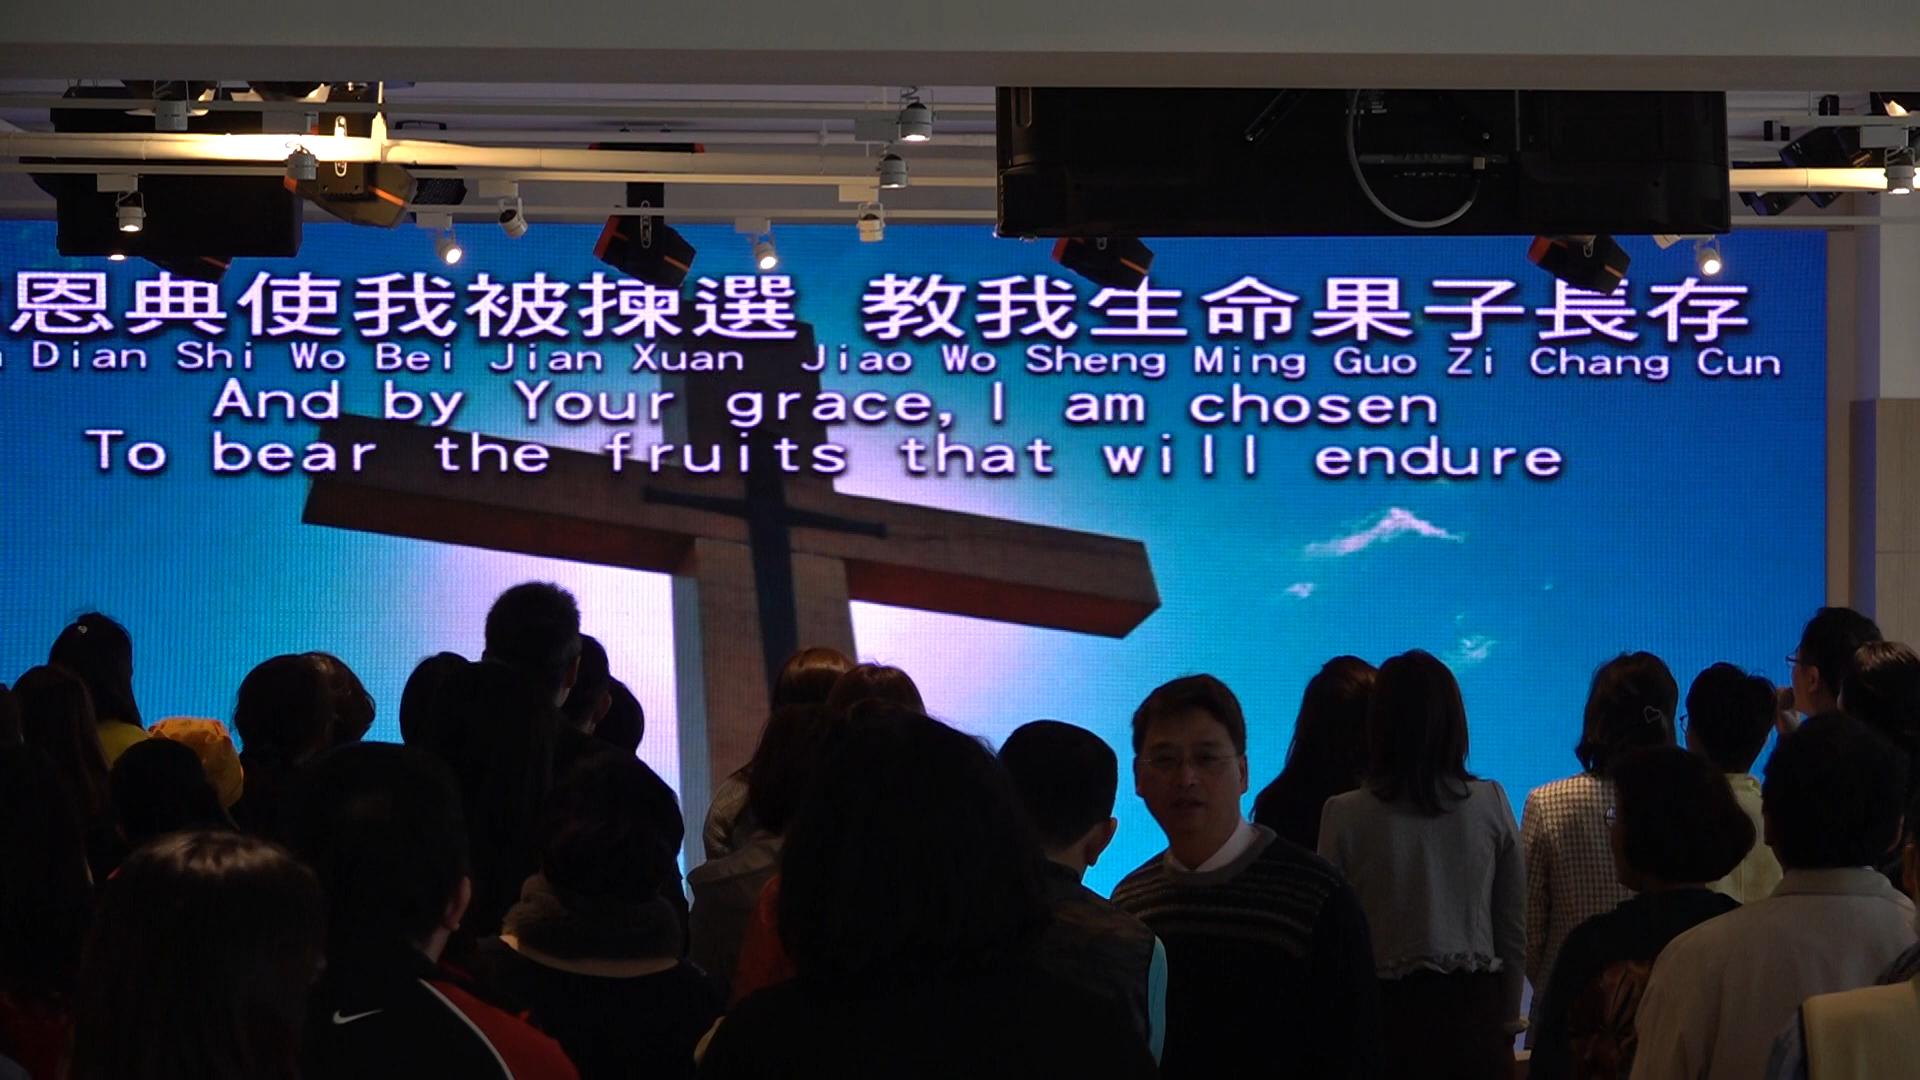 恩典使我被揀選 教我生命果子長存
Dian Shi Wo Bei Jian Xuan Jiao Wo Sheng Ming Guo Zi Chang Cun
And by Your grace, I am chosen
To bear the fruits that will endure